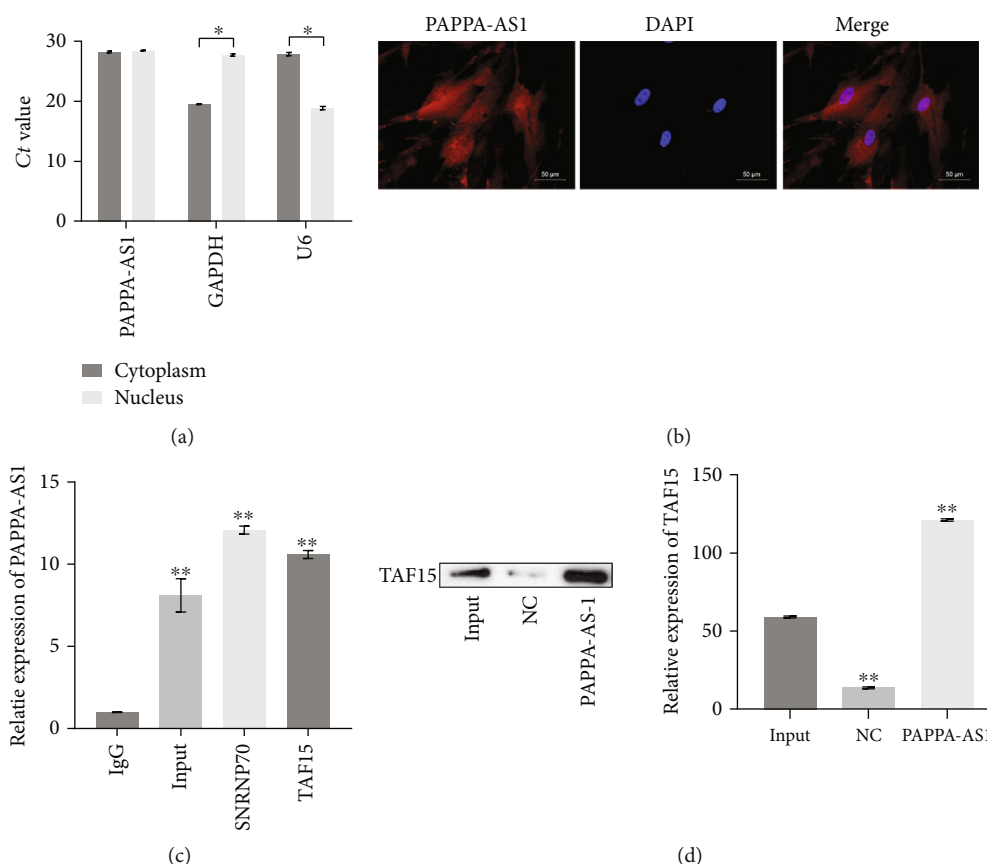 30
20
10
0
Ct value
*
*
PAPPA-AS1
GAPDH
U6
Cytoplasm
Nucleus
(a)
PAPPA-AS1
DAPI
Merge
50 μm
50 μm
50 μm
(b)
15
10
5
0
Relatie expression of PAPPA-AS1
**
**
**
IgG
Input
SNRNP70
TAF15
(c)
TAF15
Input
NC
PAPPA-AS-1
150
100
50
0
Relative expression of TAF15
**
**
Input
NC
PAPPA-AS1
(d)